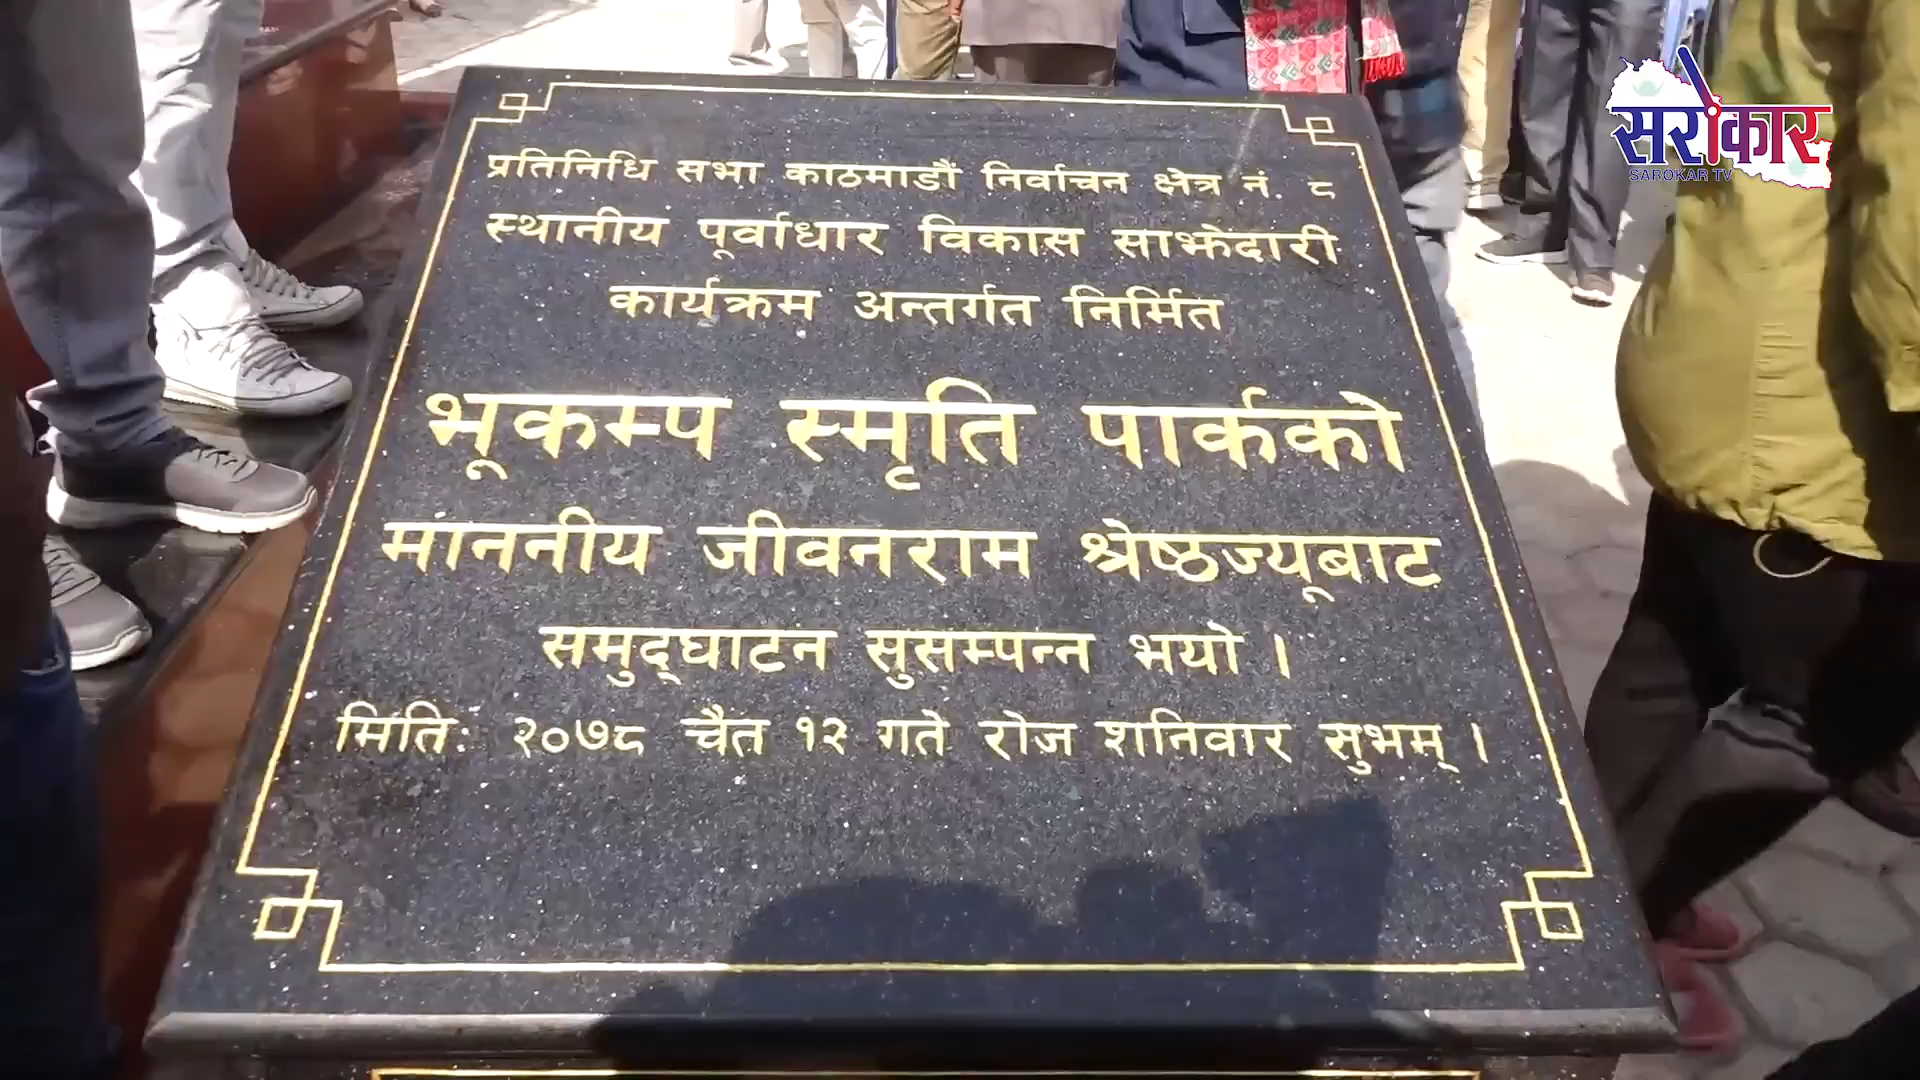 प्रतिनिधि सभा काठमाडौं निर्वाचन क्षेत्र नं. ८
स्थानीय पूर्वाधार विकास साझेदारी
कार्यक्रम अन्तर्गत निर्मित
भूकम्प स्मृति पार्कको
माननीय जीवनराम श्रेष्ठज्यूबाट
समुद्घाटन सुसम्पन्न भयो ।
मिति: २०७८ चैत १२ गते रोज शनिवार सुभम् ।
सरोकार
SAROKAR TV